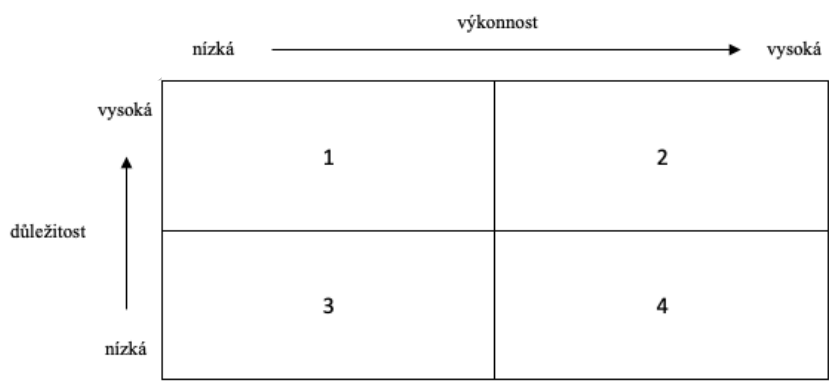 výkonnost
nízká vysoká
vysoká
1 2
důležitost
3 4
nízká